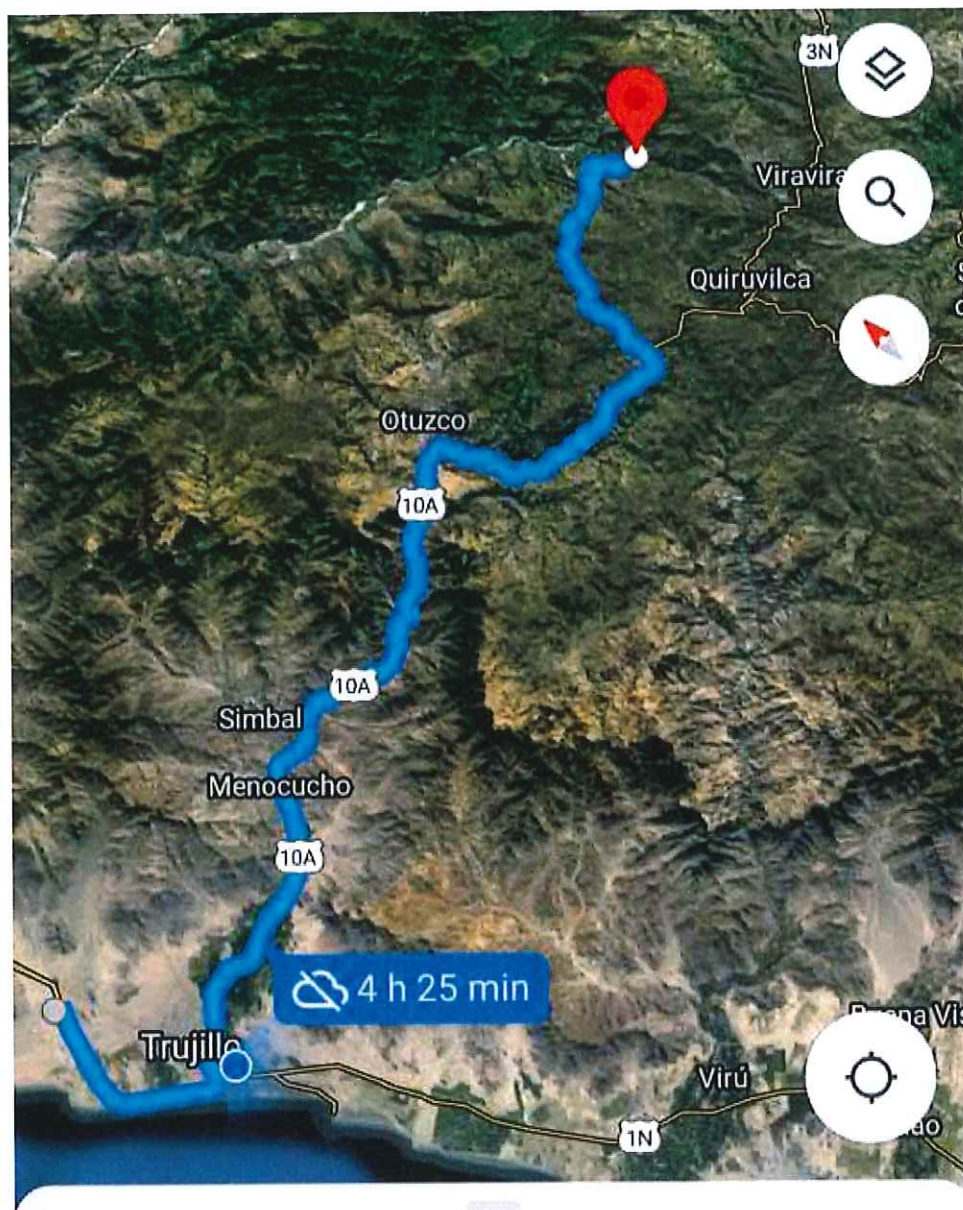 3N
Viravira
Quiruvilca
Otuzco
10A
10A
Simbal
Menocucho
10A
4 h 25 min
Trujillo
Virú
1N